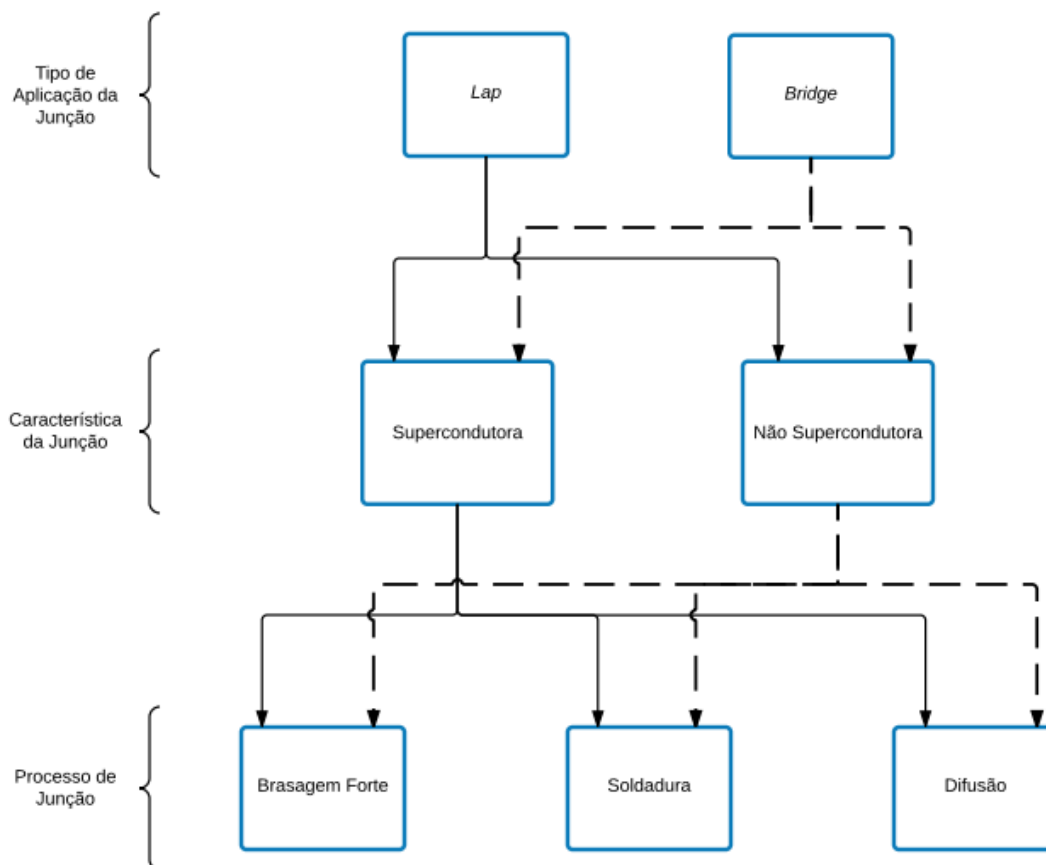 Tipo de
Aplicação da
Junção
Lap
Bridge
Característica
da Junção
Supercondutora
Não Supercondutora
Processo de
Junção
Brasagem Forte
Soldadura
Difusão